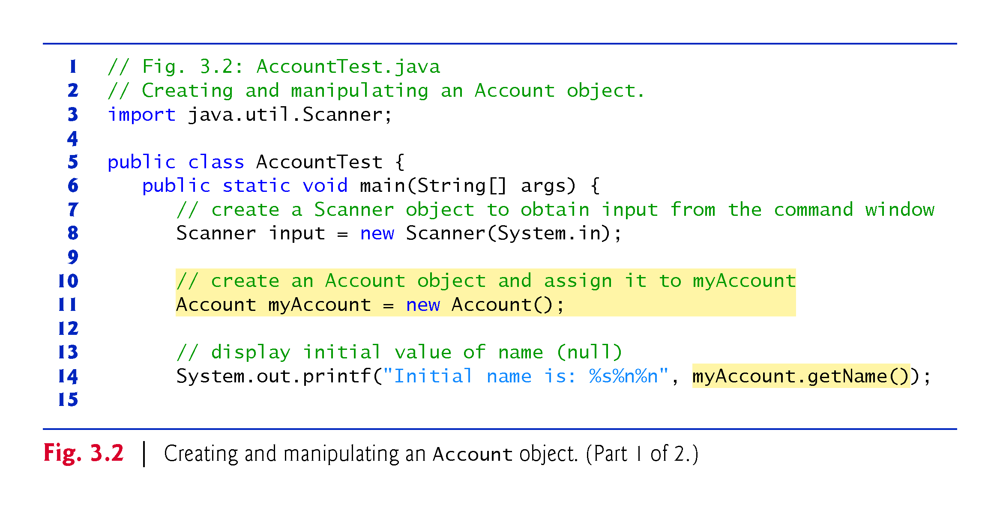 1 // Fig. 3.2: AccountTest.java
2 // Creating and manipulating an Account object.
3 import java.util.Scanner;
4
5 public class AccountTest {
6    public static void main(String[] args) {
7       // create a Scanner object to obtain input from the command window
8       Scanner input = new Scanner(System.in);
9
10       // create an Account object and assign it to myAccount
11       Account myAccount = new Account();
12
13       // display initial value of name (null)
14       System.out.printf("Initial name is: %s%n%n", myAccount.getName());
15
Fig. 3.2 | Creating and manipulating an Account object. (Part 1 of 2.)